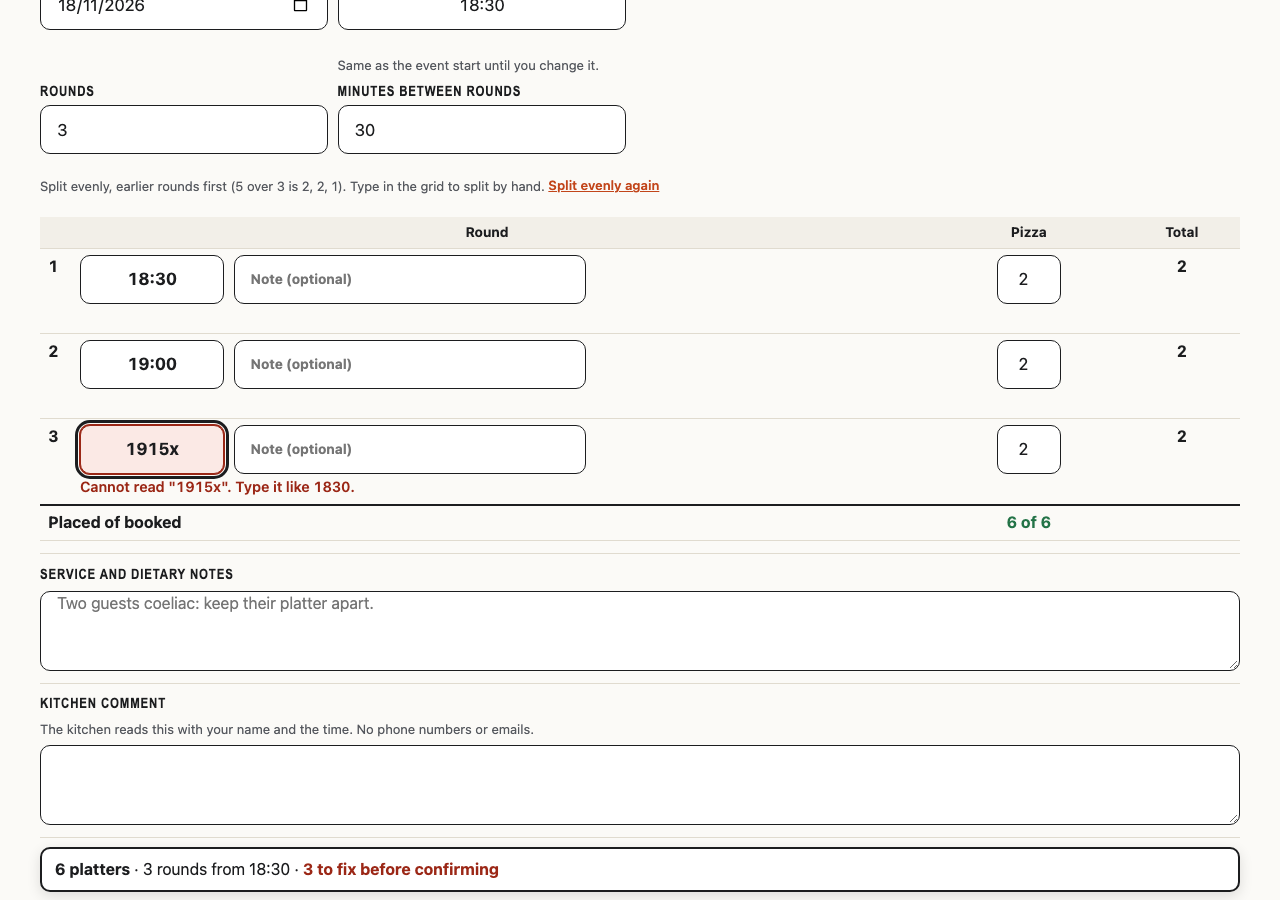 18/11/2026 18:30
Same as the event start until you change it.
ROUNDS MINUTES BETWEEN ROUNDS
3 30
Split evenly, earlier rounds first (5 over 3 is 2, 2, 1). Type in the grid to split by hand. Split evenly again
Round Pizza Total
1 18:30 Note (optional) 2 2
2 19:00 Note (optional) 2 2
3 1915x Note (optional) 2 2
Cannot read "1915x". Type it like 1830.
Placed of booked 6 of 6
SERVICE AND DIETARY NOTES
Two guests coeliac: keep their platter apart.
KITCHEN COMMENT
The kitchen reads this with your name and the time. No phone numbers or emails.
6 platters · 3 rounds from 18:30 · 3 to fix before confirming